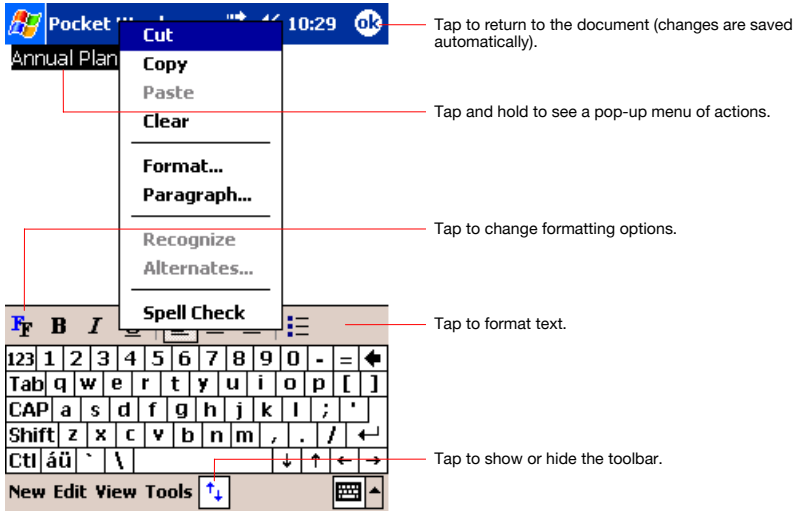 Pocket
10:29
ok
Annual Plan
Cut
Copy
Paste
Clear
Format...
Paragraph...
Recognize
Alternates...
Spell Check
Tap to return to the document (changes are saved
automatically).
Tap and hold to see a pop-up menu of actions.
Tap to change formatting options.
Tap to format text.
Tap to show or hide the toolbar.
FF B I U
123 1 2 3 4 5 6 7 8 9 0 - =
Tab q w e r t y u i o p [ ]
CAP a s d f g h j k l ; '
Shift z x c v b n m , . /
Ctl áü ` \ ↓ ↑ ← →
New Edit View Tools